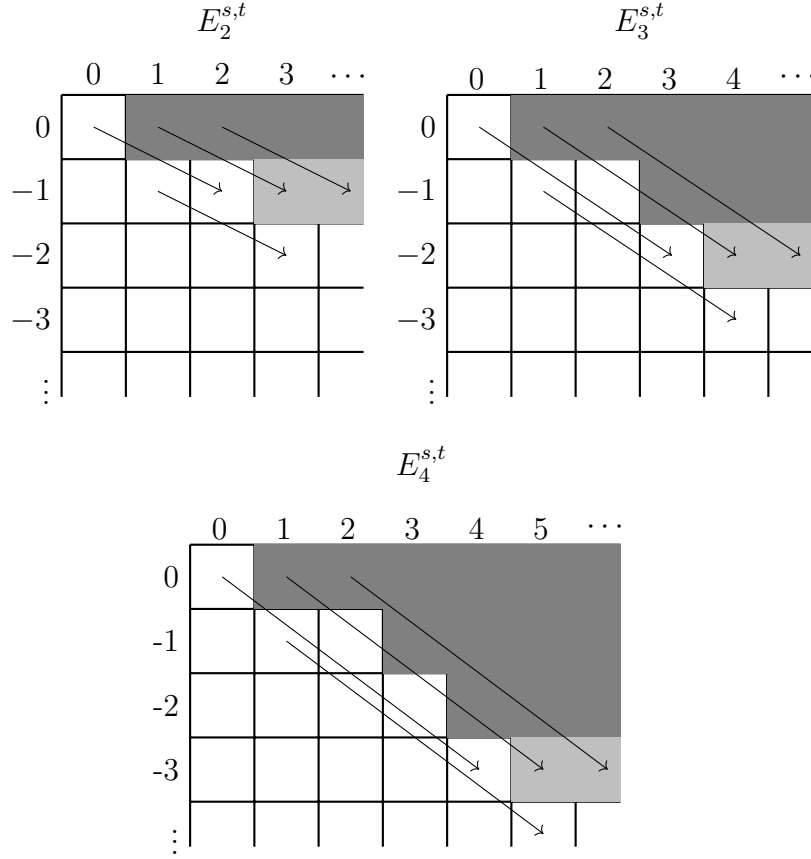 E_2^{s,t} E_3^{s,t}
0 1 2 3 ⋯ 0 1 2 3 4 ⋯
0 0
−1 −1
−2 −2
−3 −3
⋮ ⋮
E_4^{s,t}
0 1 2 3 4 5 ⋯
0
-1
-2
-3
⋮